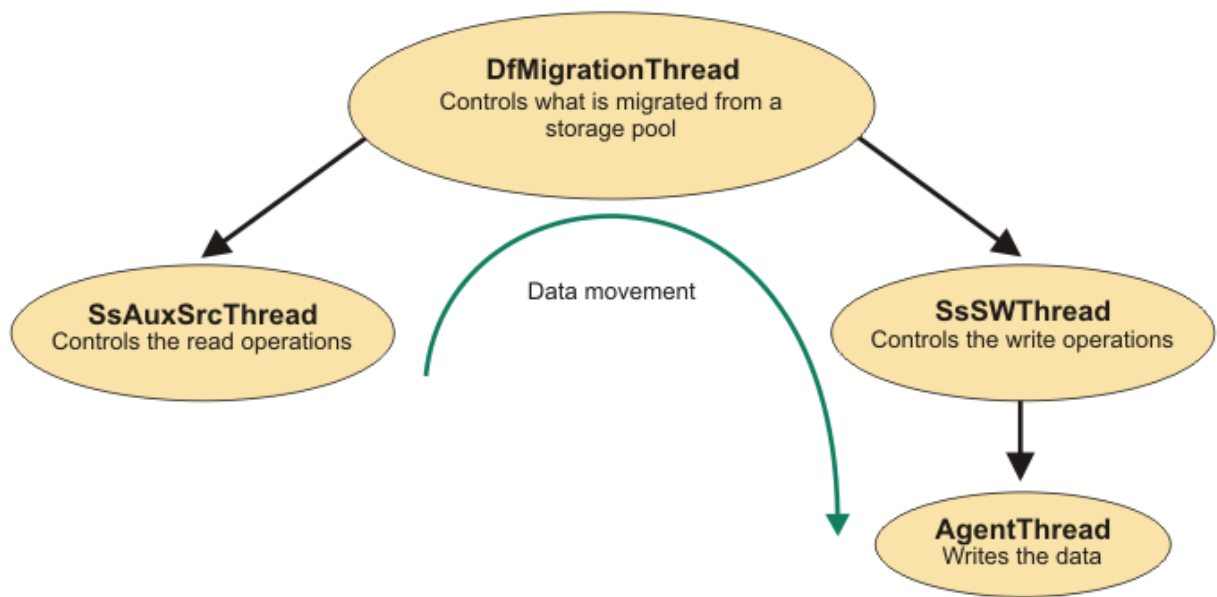 DfMigrationThread
Controls what is migrated from a
storage pool
Data movement
SsAuxSrcThread
Controls the read operations
SsSWThread
Controls the write operations
AgentThread
Writes the data